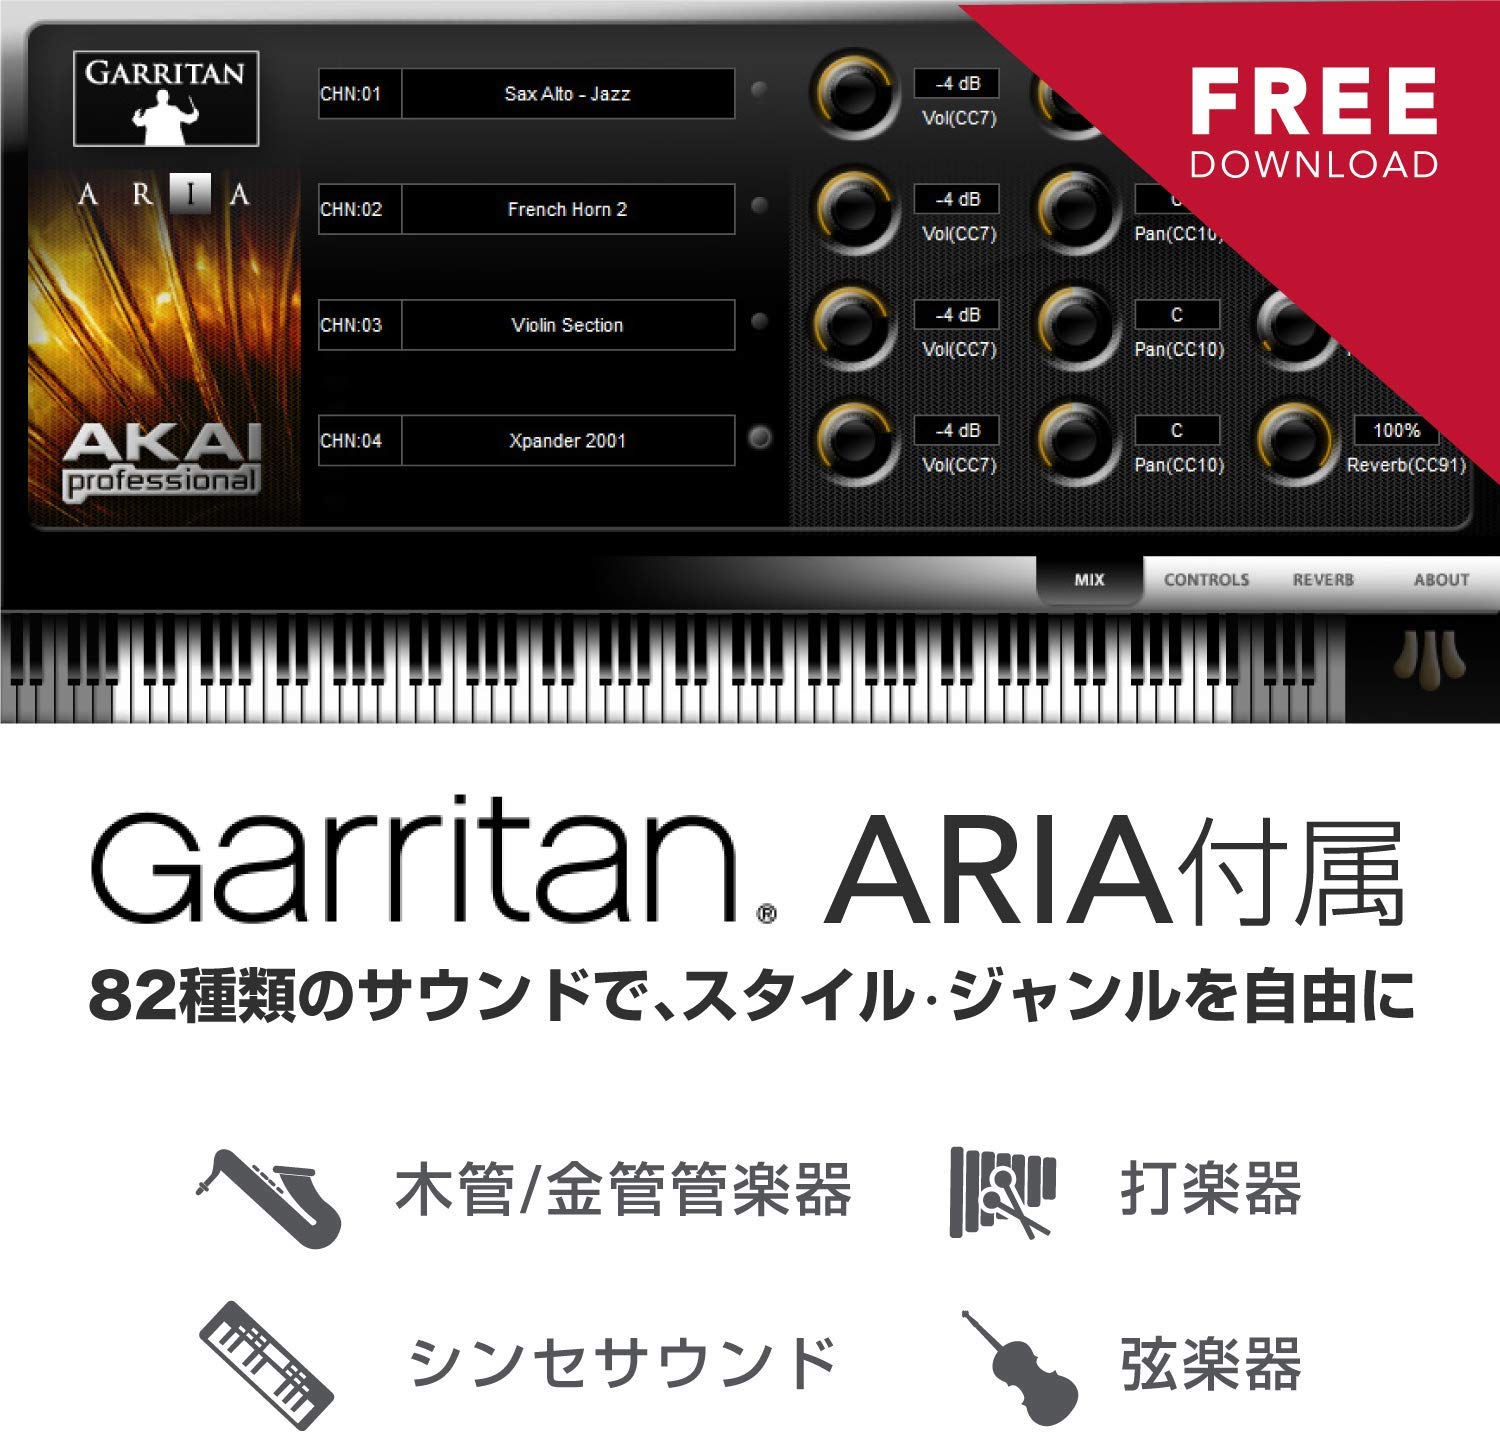 GARRITAN
ARIA
AKAI
professional
CHN:01 Sax Alto - Jazz -4 dB
Vol(CC7)
CHN:02 French Horn 2 -4 dB C
Vol(CC7) Pan(CC10)
CHN:03 Violin Section -4 dB C
Vol(CC7) Pan(CC10)
CHN:04 Xpander 2001 -4 dB C 100%
Vol(CC7) Pan(CC10) Reverb(CC91)
FREE
DOWNLOAD
MIX CONTROLS REVERB ABOUT
Garritan® ARIA付属
82種類のサウンドで、スタイル・ジャンルを自由に
木管/金管管楽器
打楽器
シンセサウンド
弦楽器